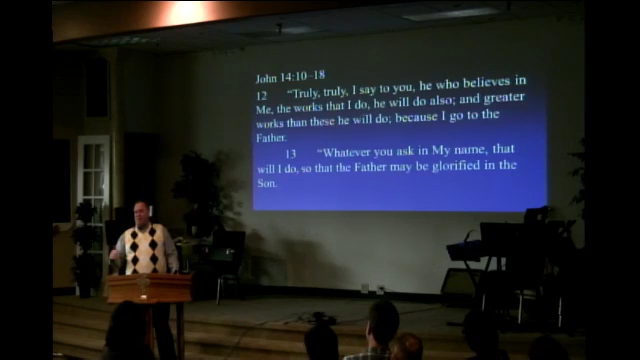 John 14:10–18
12 “Truly, truly, I say to you, he who believes in
Me, the works that I do, he will do also; and greater
works than these he will do; because I go to the
Father.
13 “Whatever you ask in My name, that
will I do, so that the Father may be glorified in the
Son.